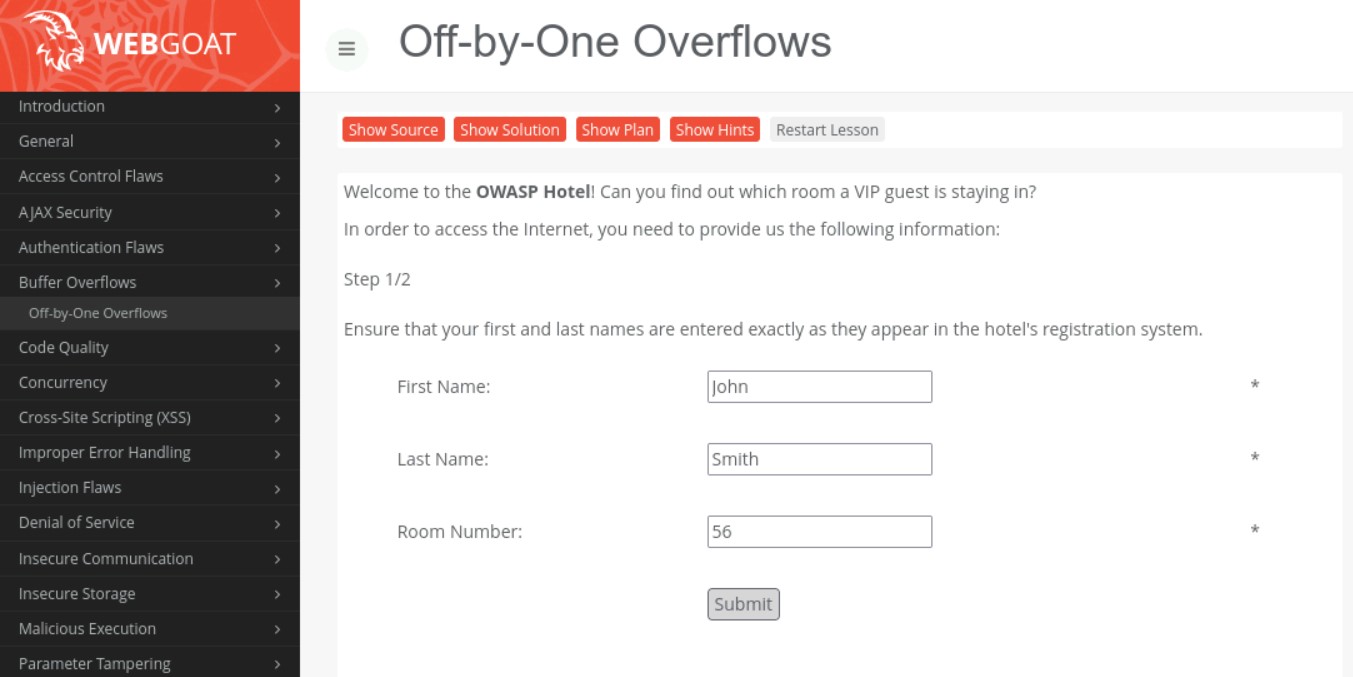 WEBGOAT
Introduction
General
Access Control Flaws
AJAX Security
Authentication Flaws
Buffer Overflows
Off-by-One Overflows
Code Quality
Concurrency
Cross-Site Scripting (XSS)
Improper Error Handling
Injection Flaws
Denial of Service
Insecure Communication
Insecure Storage
Malicious Execution
Parameter Tampering
Off-by-One Overflows
Show Source Show Solution Show Plan Show Hints Restart Lesson
Welcome to the OWASP Hotel! Can you find out which room a VIP guest is staying in?
In order to access the Internet, you need to provide us the following information:
Step 1/2
Ensure that your first and last names are entered exactly as they appear in the hotel's registration system.
First Name: John *
Last Name: Smith *
Room Number: 56 *
Submit